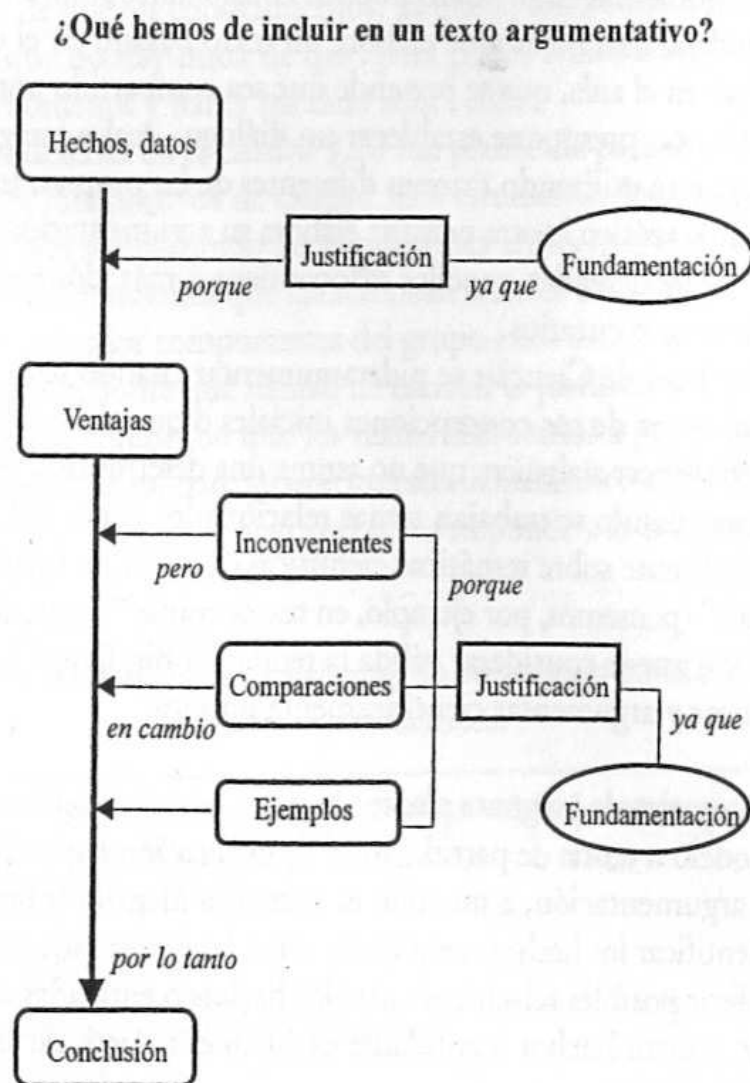 ¿Qué hemos de incluir en un texto argumentativo?
Hechos, datos
Justificación
Fundamentación
porque
ya que
Ventajas
Inconvenientes
pero
porque
Comparaciones
Justificación
en cambio
ya que
Ejemplos
Fundamentación
por lo tanto
Conclusión